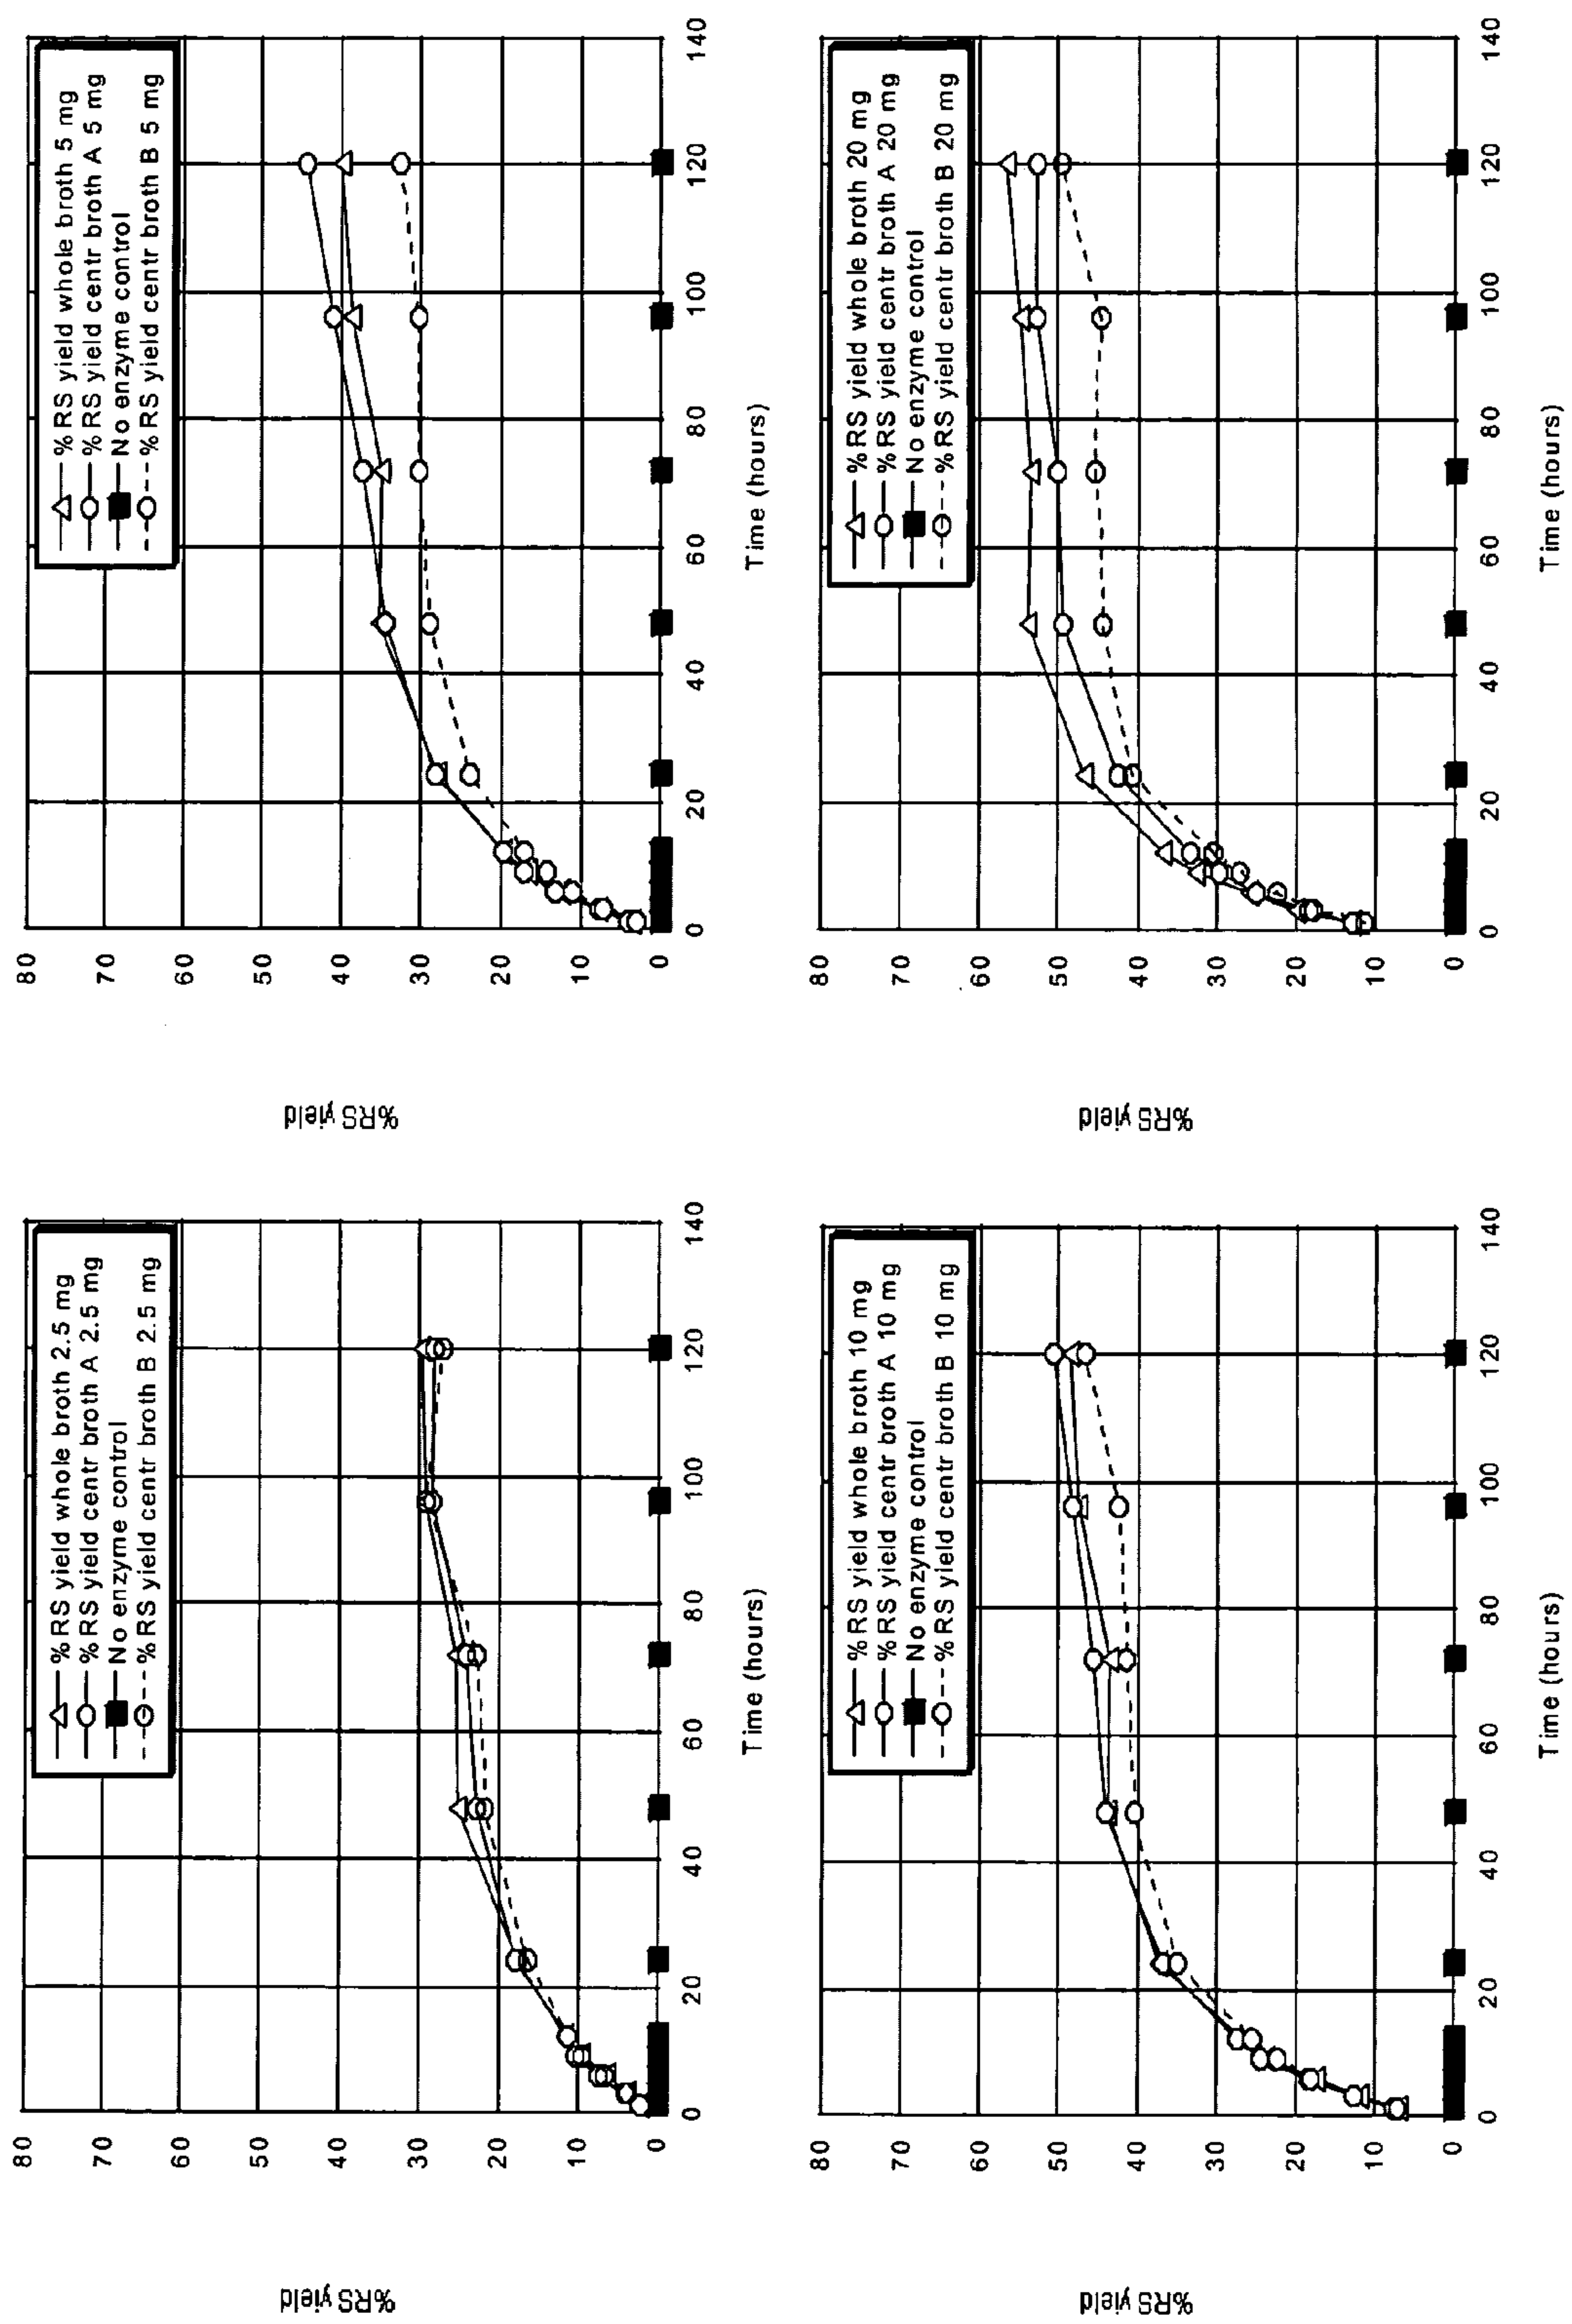 %RS yield
80
70
60
50
40
30
20
10
0
%RS yield whole broth 2.5 mg
%RS yield centr broth A 2.5 mg
No enzyme control
%RS yield centr broth B 2.5 mg
0 20 40 60 80 100 120 140
Time (hours)
%RS yield
80
70
60
50
40
30
20
10
0
%RS yield whole broth 5 mg
%RS yield centr broth A 5 mg
No enzyme control
%RS yield centr broth B 5 mg
0 20 40 60 80 100 120 140
Time (hours)
%RS yield
80
70
60
50
40
30
20
10
0
%RS yield whole broth 10 mg
%RS yield centr broth A 10 mg
No enzyme control
%RS yield centr broth B 10 mg
0 20 40 60 80 100 120 140
Time (hours)
%RS yield
80
70
60
50
40
30
20
10
0
%RS yield whole broth 20 mg
%RS yield centr broth A 20 mg
No enzyme control
%RS yield centr broth B 20 mg
0 20 40 60 80 100 120 140
Time (hours)